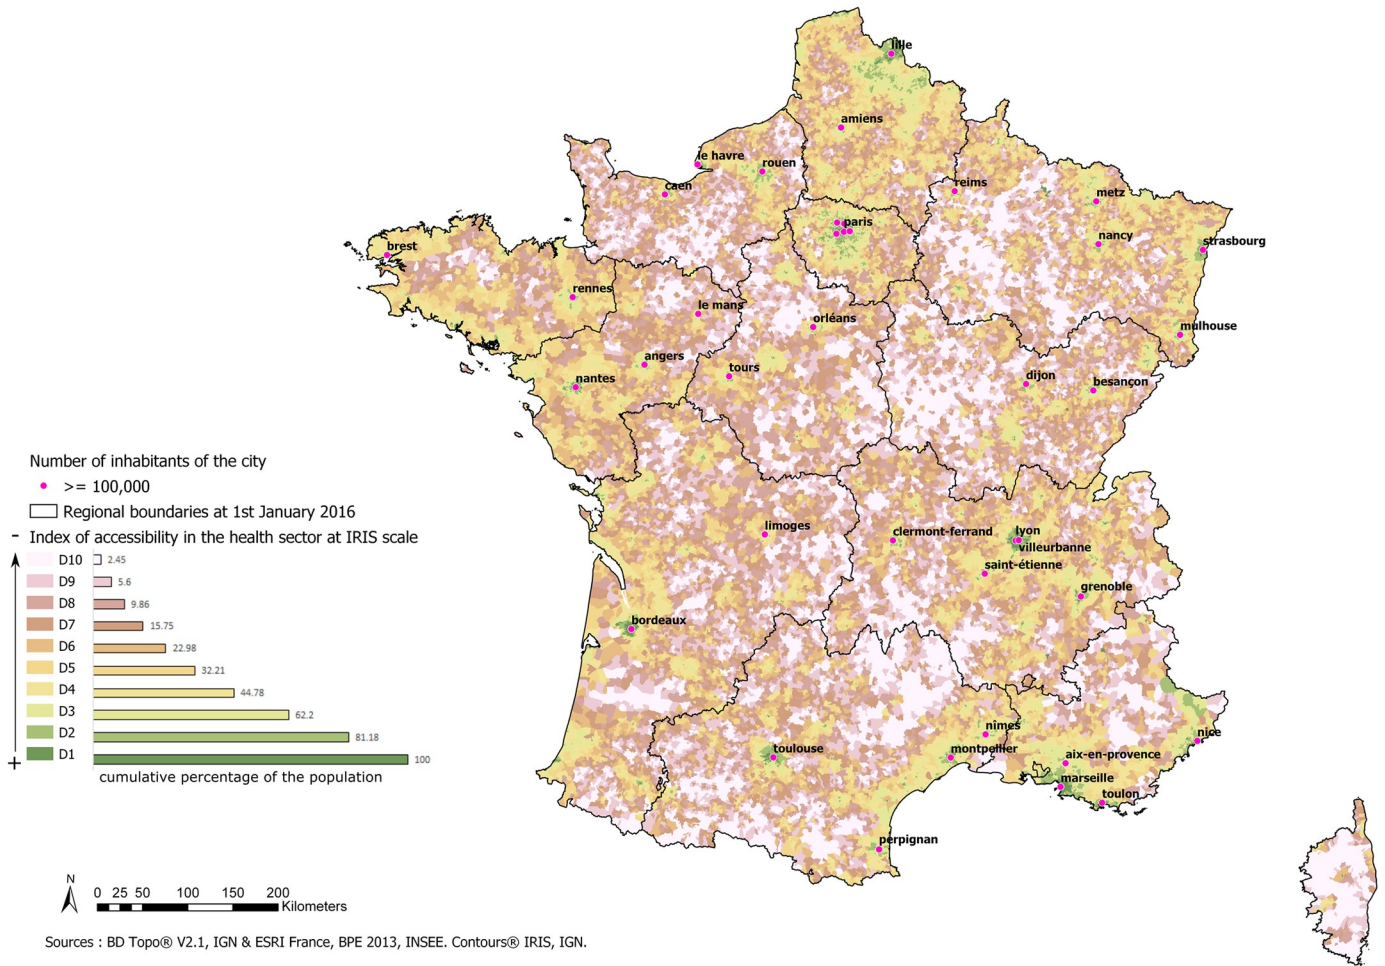 lille
amiens
le havre
rouen
caen
reims
metz
paris
nancy
strasbourg
brest
rennes
le mans
orléans
mulhouse
angers
tours
dijon
besançon
nantes
Number of inhabitants of the city
>= 100,000
Regional boundaries at 1st January 2016
- Index of accessibility in the health sector at IRIS scale
D10 2.45
D9 5.6
D8 9.86
D7 15.75
D6 22.98
D5 32.21
D4 44.78
D3 62.2
D2 81.18
D1 100
+
cumulative percentage of the population
limoges
clermont-ferrand
lyon
villeurbanne
saint-étienne
grenoble
bordeaux
nîmes
nice
toulouse
montpellier
aix-en-provence
marseille
toulon
perpignan
N
0 25 50 100 150 200
Kilometers
Sources : BD Topo® V2.1, IGN & ESRI France, BPE 2013, INSEE. Contours® IRIS, IGN.